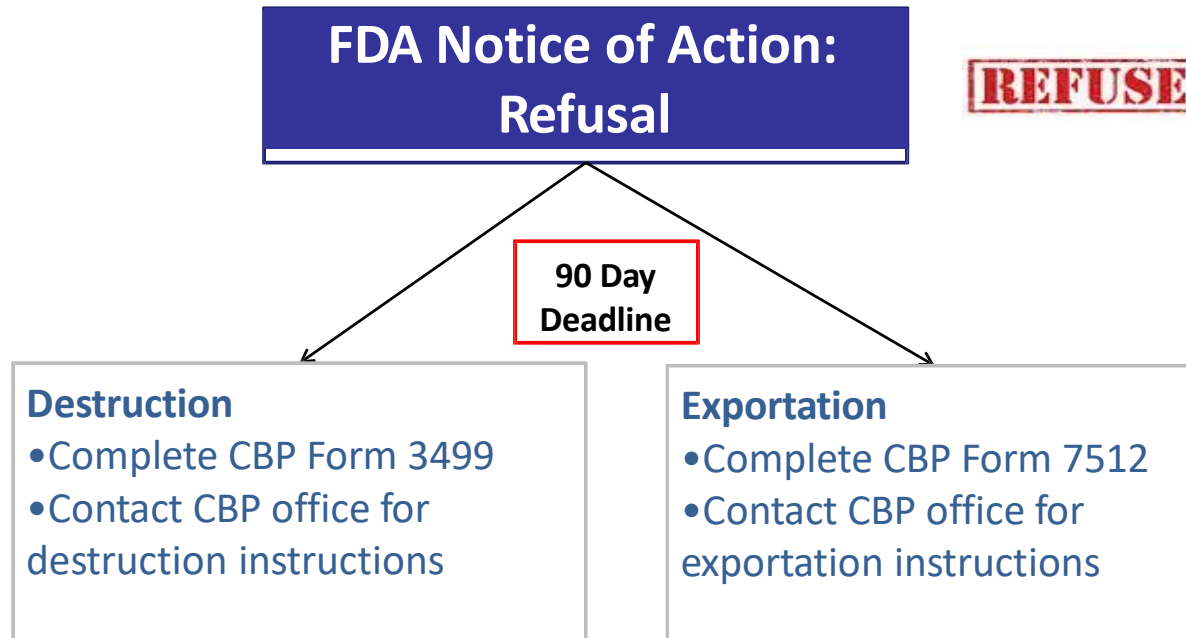 FDA Notice of Action:
Refusal
REFUSE
90 Day
Deadline
Destruction
•Complete CBP Form 3499
•Contact CBP office for
destruction instructions
Exportation
•Complete CBP Form 7512
•Contact CBP office for
exportation instructions